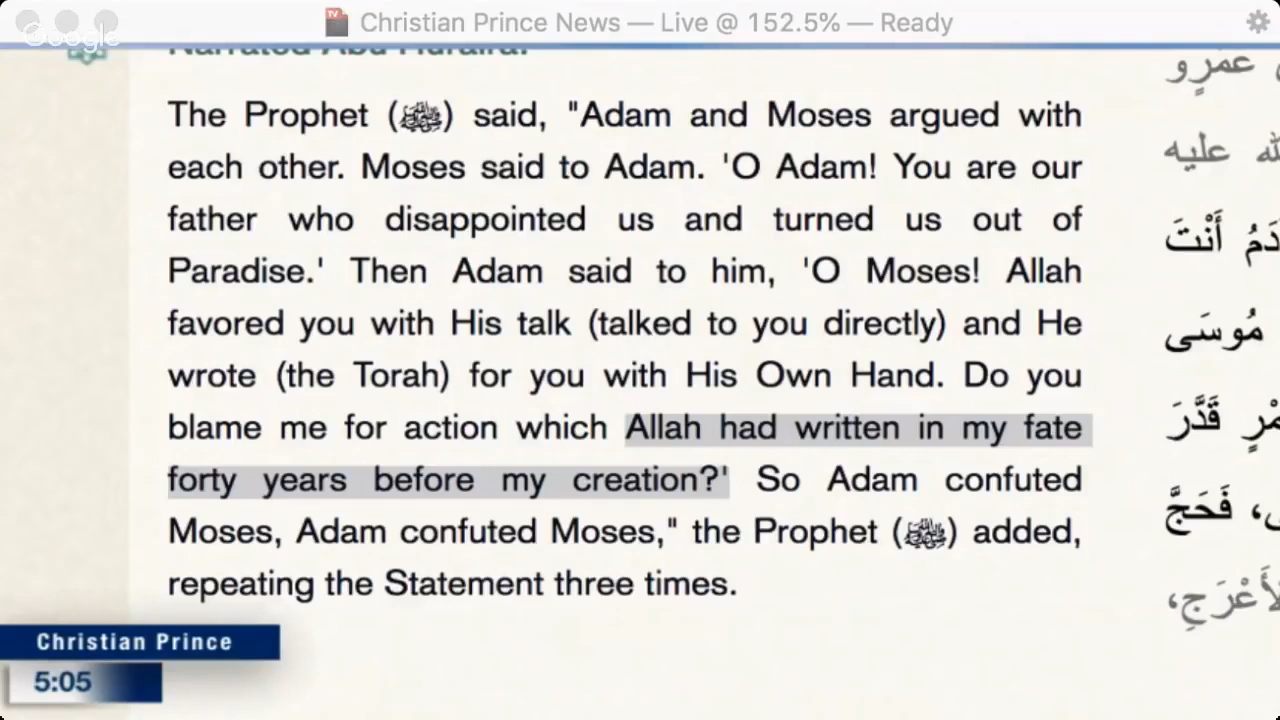 Christian Prince News — Live @ 152.5% — Ready
Google
Narrated Abu Huraira:
The Prophet (ﷺ) said, "Adam and Moses argued with
each other. Moses said to Adam. 'O Adam! You are our
father who disappointed us and turned us out of
Paradise.' Then Adam said to him, 'O Moses! Allah
favored you with His talk (talked to you directly) and He
wrote (the Torah) for you with His Own Hand. Do you
blame me for action which Allah had written in my fate
forty years before my creation?' So Adam confuted
Moses, Adam confuted Moses," the Prophet (ﷺ) added,
repeating the Statement three times.
عَمْرٍو
عليه
أَنْتَ
مُوسَى
قَدَّرَ
فَحَجَّ
Christian Prince
5:05